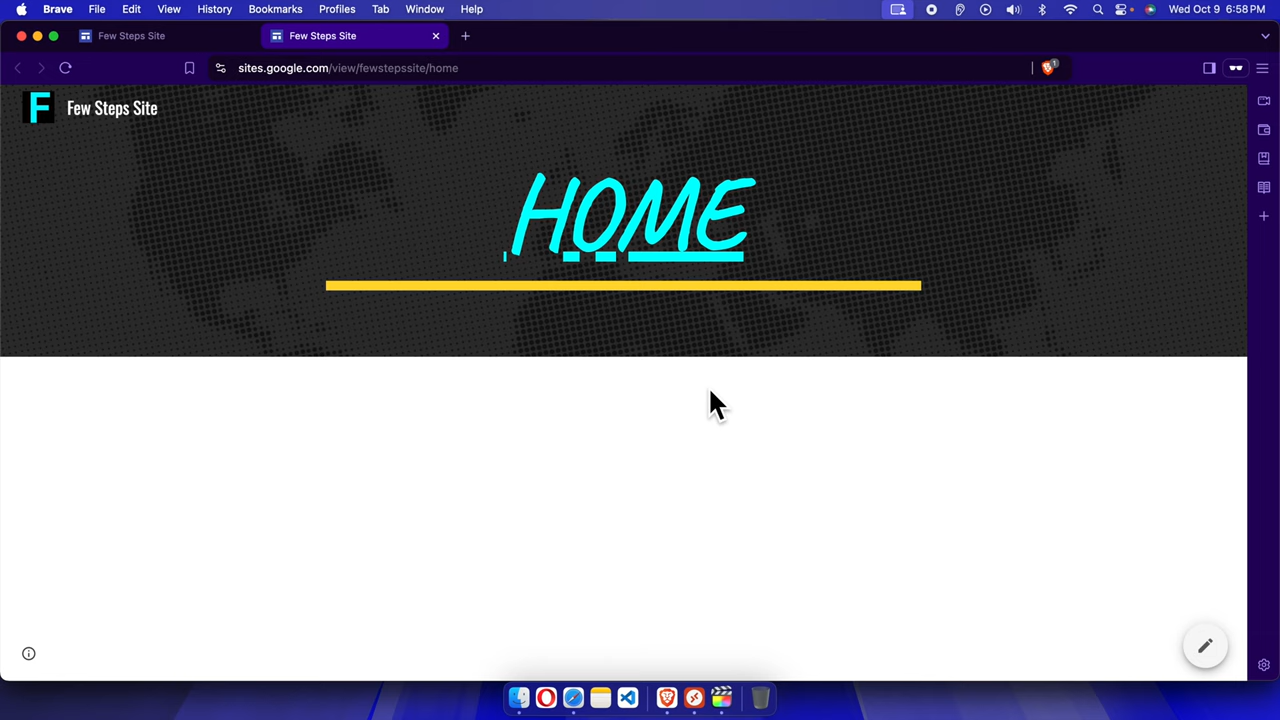 Brave File Edit View History Bookmarks Profiles Tab Window Help Wed Oct 9 6:58 PM
Few Steps Site Few Steps Site
sites.google.com/view/fewstepssite/home 1
F Few Steps Site
HOME